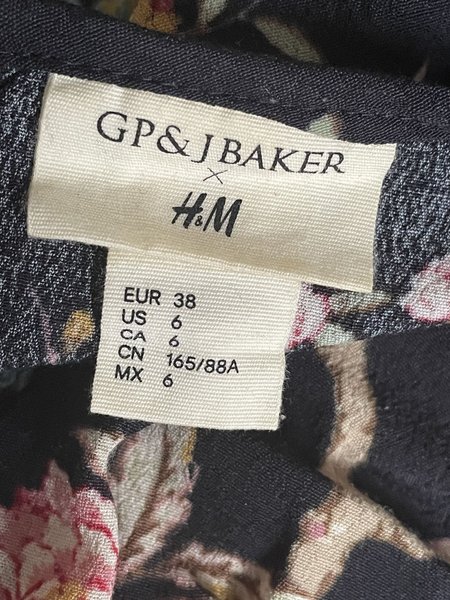 GP&JBAKER
×
H&M
EUR 38
US 6
CA 6
CN 165/88A
MX 6